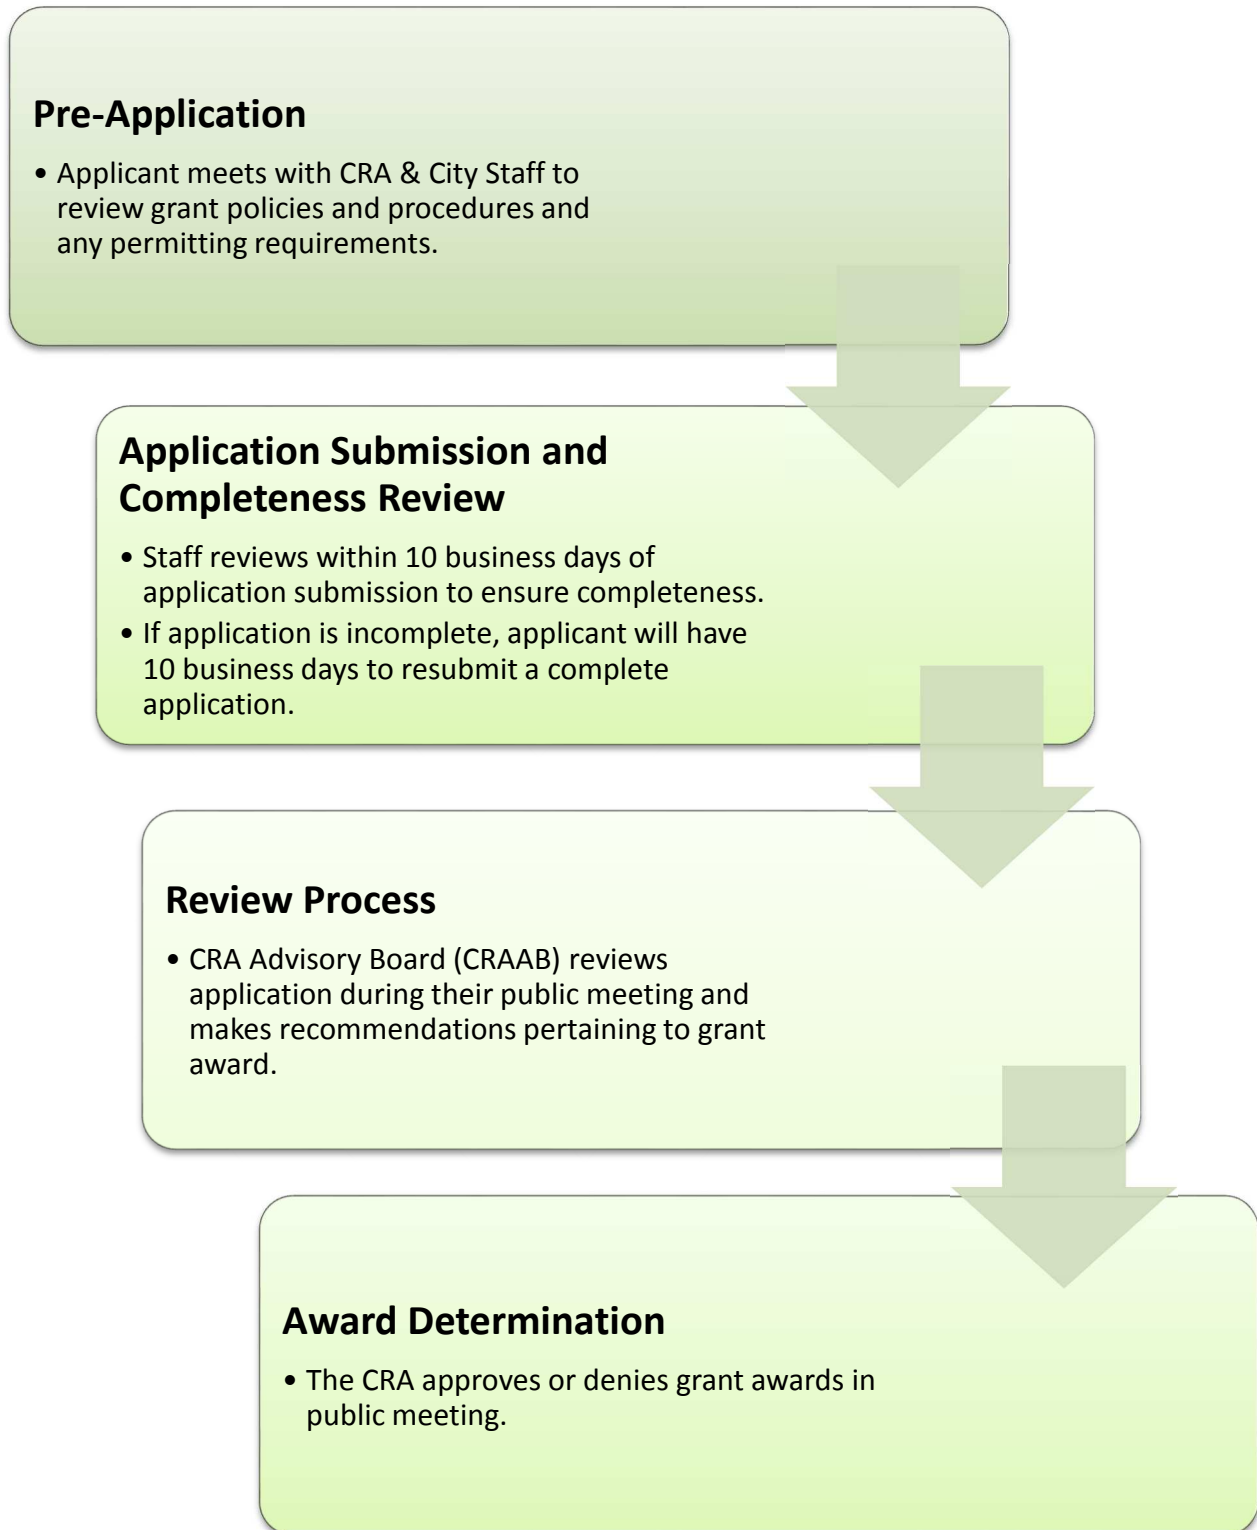 Pre-Application
• Applicant meets with CRA & City Staff to
review grant policies and procedures and
any permitting requirements.
Application Submission and
Completeness Review
• Staff reviews within 10 business days of
application submission to ensure completeness.
• If application is incomplete, applicant will have
10 business days to resubmit a complete
application.
Review Process
• CRA Advisory Board (CRAAB) reviews
application during their public meeting and
makes recommendations pertaining to grant
award.
Award Determination
• The CRA approves or denies grant awards in
public meeting.